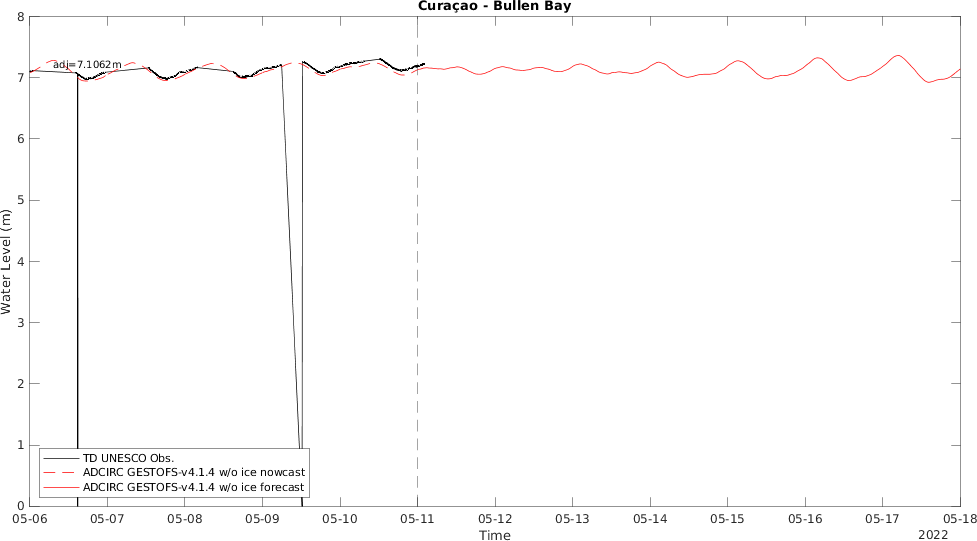 Curaçao - Bullen Bay
8
7
6
5
4
3
2
1
0
Water Level (m)
adj=7.1062m
TD UNESCO Obs.
ADCIRC GESTOFS-v4.1.4 w/o ice nowcast
ADCIRC GESTOFS-v4.1.4 w/o ice forecast
05-06 05-07 05-08 05-09 05-10 05-11 05-12 05-13 05-14 05-15 05-16 05-17 05-18
Time
2022